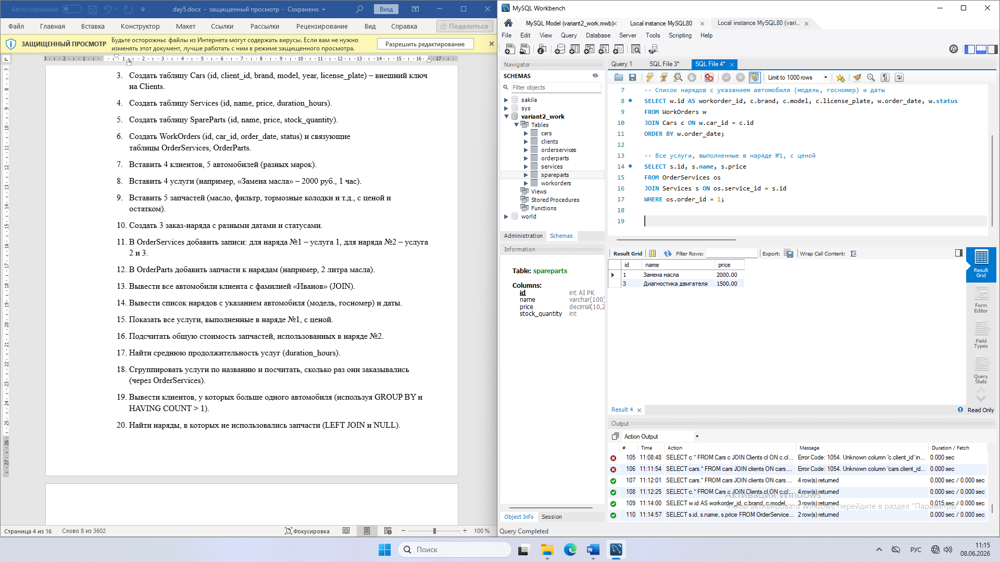 Автосохранение
day5.docx - защищенный просмотр - Сохранено
Вход
Файл Главная Вставка Конструктор Макет Ссылки Рассылки Рецензирование Вид Справка Поделиться
ЗАЩИЩЕННЫЙ ПРОСМОТР
Будьте осторожны: файлы из Интернета могут содержать вирусы. Если вам не нужно
изменять этот документ, лучше работать с ним в режиме защищенного просмотра.
Разрешить редактирование
3. Создать таблицу Cars (id, client_id, brand, model, year, license_plate) – внешний ключ
на Clients.
4. Создать таблицу Services (id, name, price, duration_hours).
5. Создать таблицу SpareParts (id, name, price, stock_quantity).
6. Создать WorkOrders (id, car_id, order_date, status) и связующие
таблицы OrderServices, OrderParts.
7. Вставить 4 клиентов, 5 автомобилей (разных марок).
8. Вставить 4 услуги (например, «Замена масла» – 2000 руб., 1 час).
9. Вставить 5 запчастей (масло, фильтр, тормозные колодки и т.д., с ценой и
остатком).
10. Создать 3 заказ-наряда с разными датами и статусами.
11. В OrderServices добавить записи: для наряда №1 – услуга 1, для наряда №2 – услуга
2 и 3.
12. В OrderParts добавить запчасти к нарядам (например, 2 литра масла).
13. Вывести все автомобили клиента с фамилией «Иванов» (JOIN).
14. Вывести список нарядов с указанием автомобиля (модель, госномер) и даты.
15. Показать все услуги, выполненные в наряде №1, с ценой.
16. Подсчитать общую стоимость запчастей, использованных в наряде №2.
17. Найти среднюю продолжительность услуг (duration_hours).
18. Сгруппировать услуги по названию и посчитать, сколько раз они заказывались
(через OrderServices).
19. Вывести клиентов, у которых больше одного автомобиля (используя GROUP BY и
HAVING COUNT > 1).
20. Найти наряды, в которых не использовались запчасти (LEFT JOIN и NULL).
Страница 4 из 16 Слово 8 из 3602 Фокусировка 100 %
MySQL Workbench
MySQL Model (variant2_work.mwb) Local instance MySQL80 Local instance MySQL80 (vari...
File Edit View Query Database Server Tools Scripting Help
Navigator
SCHEMAS
Filter objects
sakila
sys
variant2_work
Tables
cars
clients
orderservices
orderparts
services
spareparts
workorders
Views
Stored Procedures
Functions
world
Administration Schemas
Information
Table: spareparts
Columns:
id int AI PK
name varchar(100)
price decimal(10,2
stock_quantity int
Object Info Session
Query Completed
Query 1 SQL File 3* SQL File 4*
Limit to 1000 rows
7 -- Список нарядов с указанием автомобиля (модель, госномер) и даты
8 SELECT w.id AS workorder_id, c.brand, c.model, c.license_plate, w.order_date, w.status
9 FROM WorkOrders w
10 JOIN Cars c ON w.car_id = c.id
11 ORDER BY w.order_date;
12
13 -- Все услуги, выполненные в наряде №1, с ценой
14 SELECT s.id, s.name, s.price
15 FROM OrderServices os
16 JOIN Services s ON os.service_id = s.id
17 WHERE os.order_id = 1;
18
19
Result Grid Filter Rows: Export: Wrap Cell Content:
id name price
1 Замена масла 2000.00
3 Диагностика двигателя 1500.00
Result Grid
Form Editor
Field Types
Query Stats
Result 4 Read Only
Output
Action Output
# Time Action Message Duration / Fetch
105 11:08:48 SELECT c.* FROM Cars c JOIN Clients cl ON c.cl... Error Code: 1054. Unknown column 'c.client_id' in... 0.000 sec
106 11:11:54 SELECT cars.* FROM cars JOIN clients ON cars.... Error Code: 1054. Unknown column 'cars.client_id... 0.000 sec
107 11:12:01 SELECT cars.* FROM cars JOIN clients ON cars.... 4 row(s) returned 0.000 sec / 0.000 sec
108 11:12:25 SELECT c.* FROM Cars c JOIN Clients cl ON c.cl... 4 row(s) returned 0.000 sec / 0.000 sec
109 11:14:00 SELECT w.id AS workorder_id, c.brand, c.model, ... 3 row(s) returned 0.015 sec / 0.000 sec
110 11:14:57 SELECT s.id, s.name, s.price FROM OrderService... 2 row(s) returned 0.000 sec / 0.000 sec
Активация Windows
Чтобы активировать Windows, перейдите в раздел "Параметры".
Поиск
РУС
11:15
08.06.2026